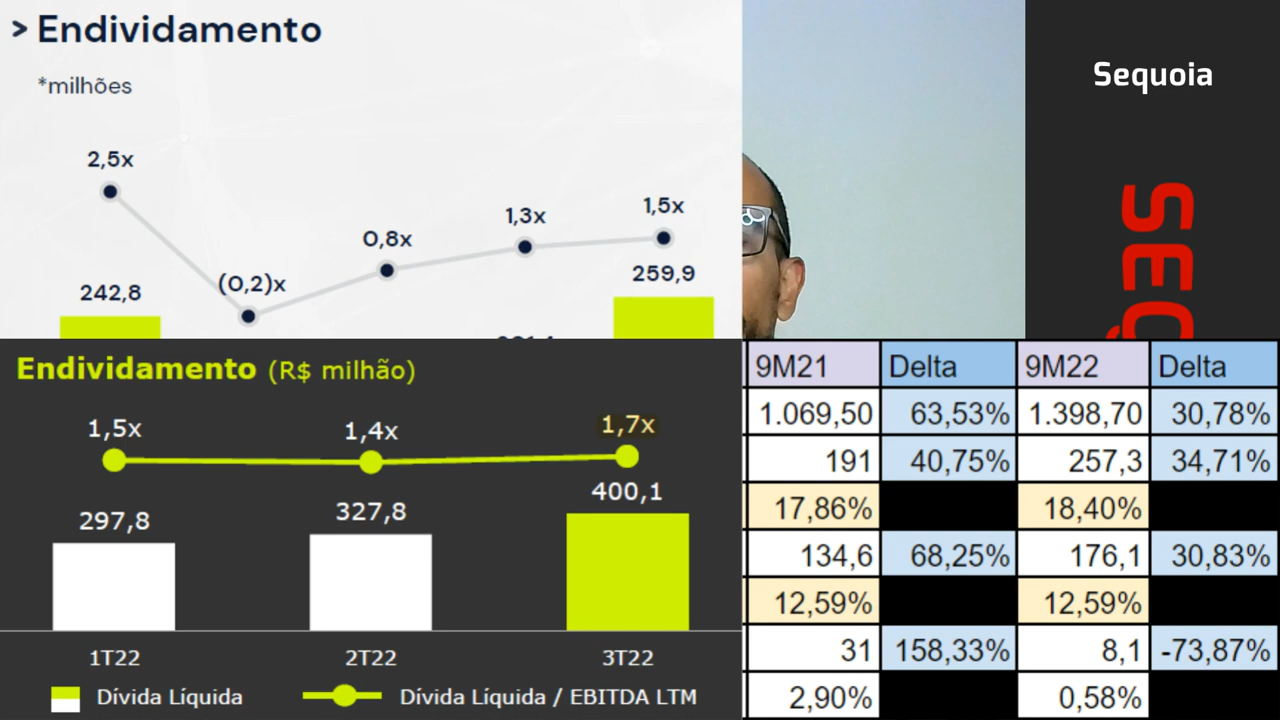 > Endividamento
*milhões
2,5x
(0,2)x
0,8x
1,3x
1,5x
242,8
259,9
Sequoia
Endividamento (R$ milhão)
1,5x
1,4x
1,7x
297,8
327,8
400,1
1T22
2T22
3T22
Dívida Líquida
Dívida Líquida / EBITDA LTM
9M21 Delta 9M22 Delta
1.069,50 63,53% 1.398,70 30,78%
191 40,75% 257,3 34,71%
17,86% 18,40%
134,6 68,25% 176,1 30,83%
12,59% 12,59%
31 158,33% 8,1 -73,87%
2,90% 0,58%